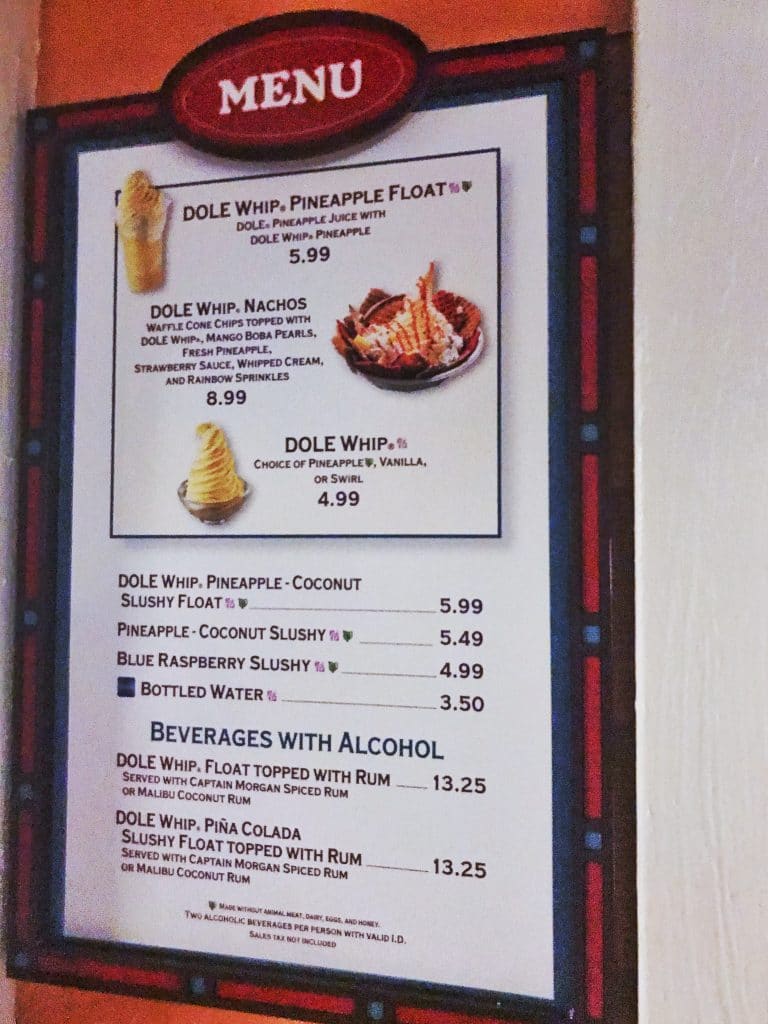 MENU
DOLE WHIP® PINEAPPLE FLOAT
DOLE® PINEAPPLE JUICE WITH
DOLE WHIP® PINEAPPLE
5.99
DOLE WHIP® NACHOS
WAFFLE CONE CHIPS TOPPED WITH
DOLE WHIP®, MANGO BOBA PEARLS,
FRESH PINEAPPLE,
STRAWBERRY SAUCE, WHIPPED CREAM,
AND RAINBOW SPRINKLES
8.99
DOLE WHIP®
CHOICE OF PINEAPPLE, VANILLA,
OR SWIRL
4.99
DOLE WHIP® PINEAPPLE - COCONUT
SLUSHY FLOAT 5.99
PINEAPPLE - COCONUT SLUSHY 5.49
BLUE RASPBERRY SLUSHY 4.99
BOTTLED WATER 3.50
BEVERAGES WITH ALCOHOL
DOLE WHIP® FLOAT TOPPED WITH RUM 13.25
SERVED WITH CAPTAIN MORGAN SPICED RUM
OR MALIBU COCONUT RUM
DOLE WHIP® PIÑA COLADA
SLUSHY FLOAT TOPPED WITH RUM 13.25
SERVED WITH CAPTAIN MORGAN SPICED RUM
OR MALIBU COCONUT RUM
MADE WITHOUT ANIMAL MEAT, DAIRY, EGGS, AND HONEY.
TWO ALCOHOLIC BEVERAGES PER PERSON WITH VALID I.D.
SALES TAX NOT INCLUDED